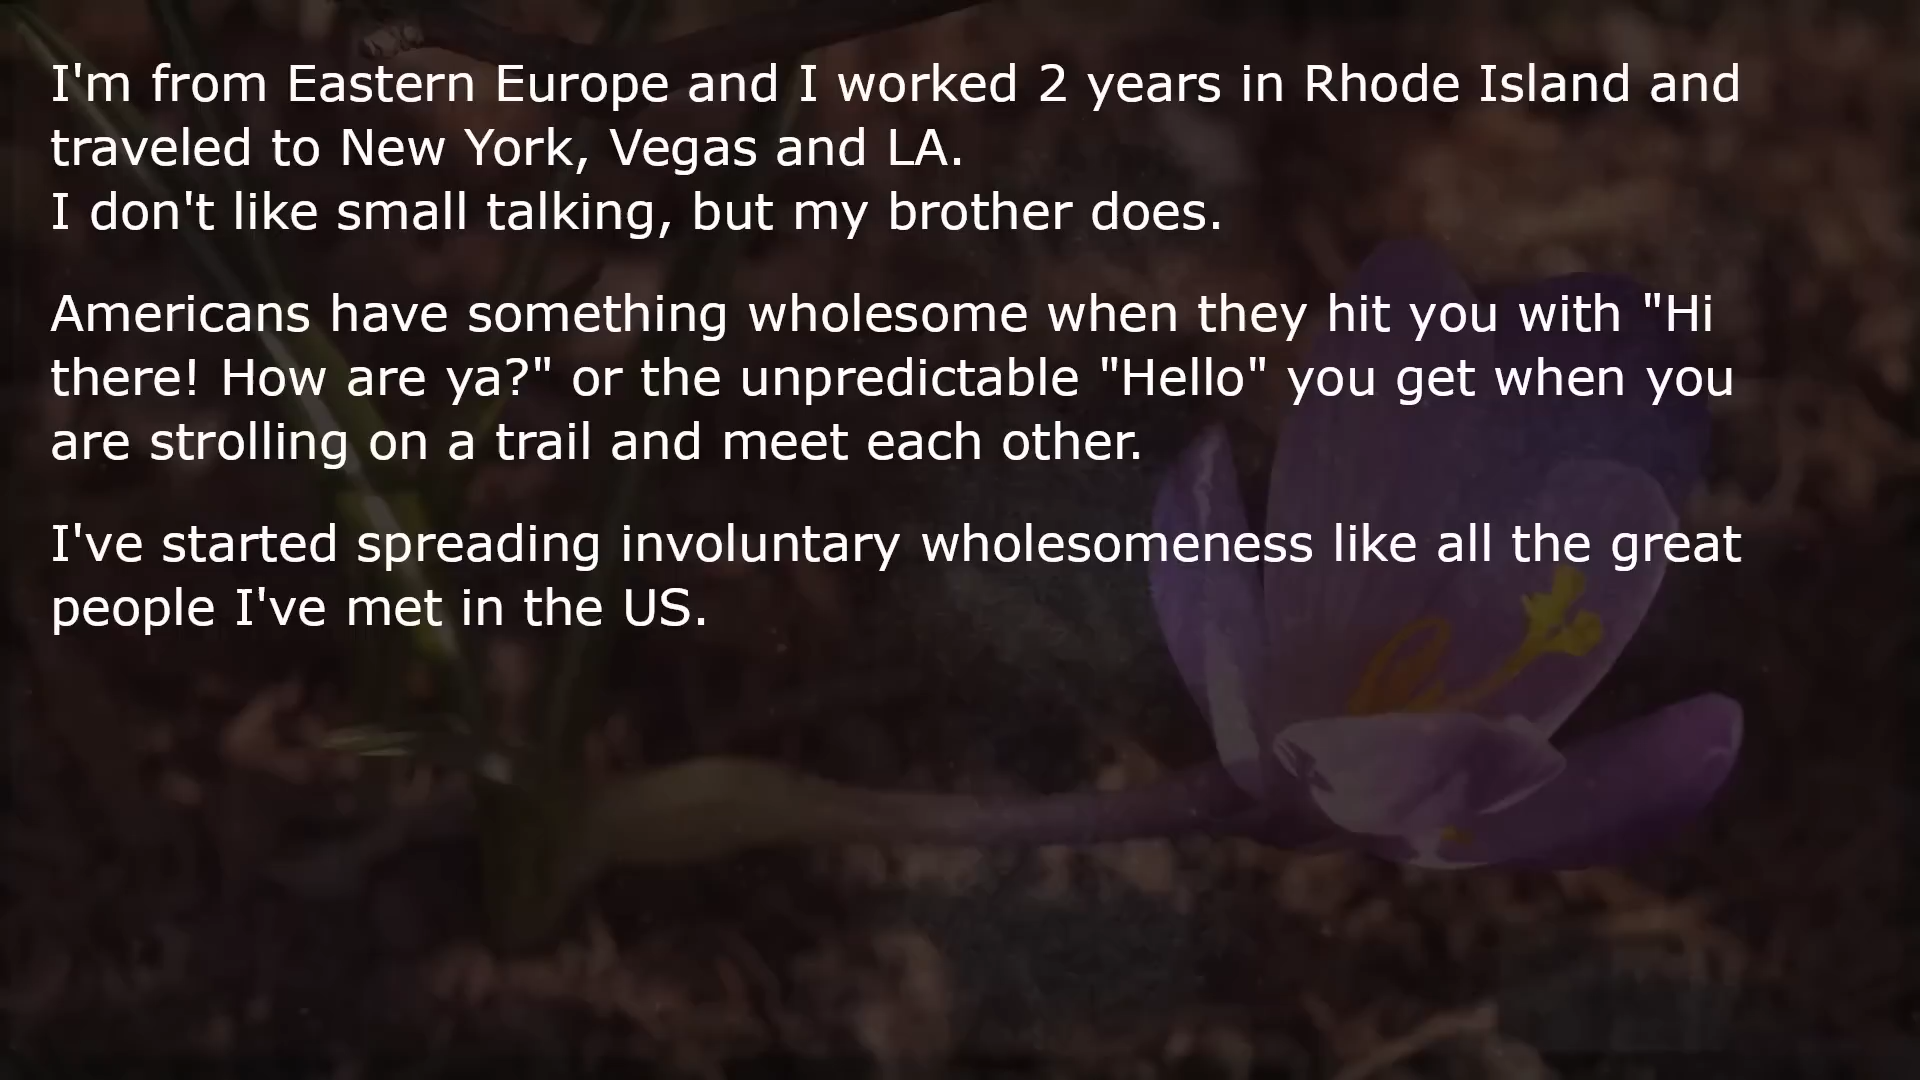 I'm from Eastern Europe and I worked 2 years in Rhode Island and
traveled to New York, Vegas and LA.
I don't like small talking, but my brother does.
Americans have something wholesome when they hit you with "Hi
there! How are ya?" or the unpredictable "Hello" you get when you
are strolling on a trail and meet each other.
I've started spreading involuntary wholesomeness like all the great
people I've met in the US.